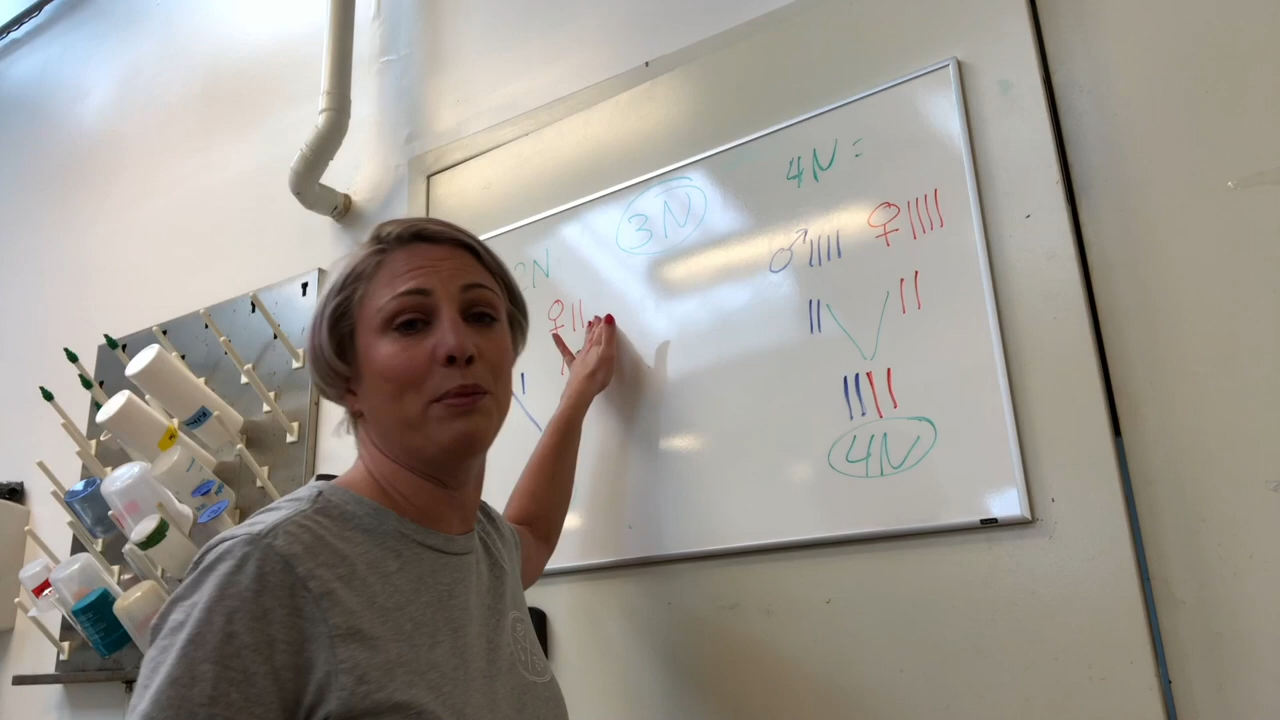 2N
3N
4N =
♂ ||||
♀ ||||
♀ ||
4N